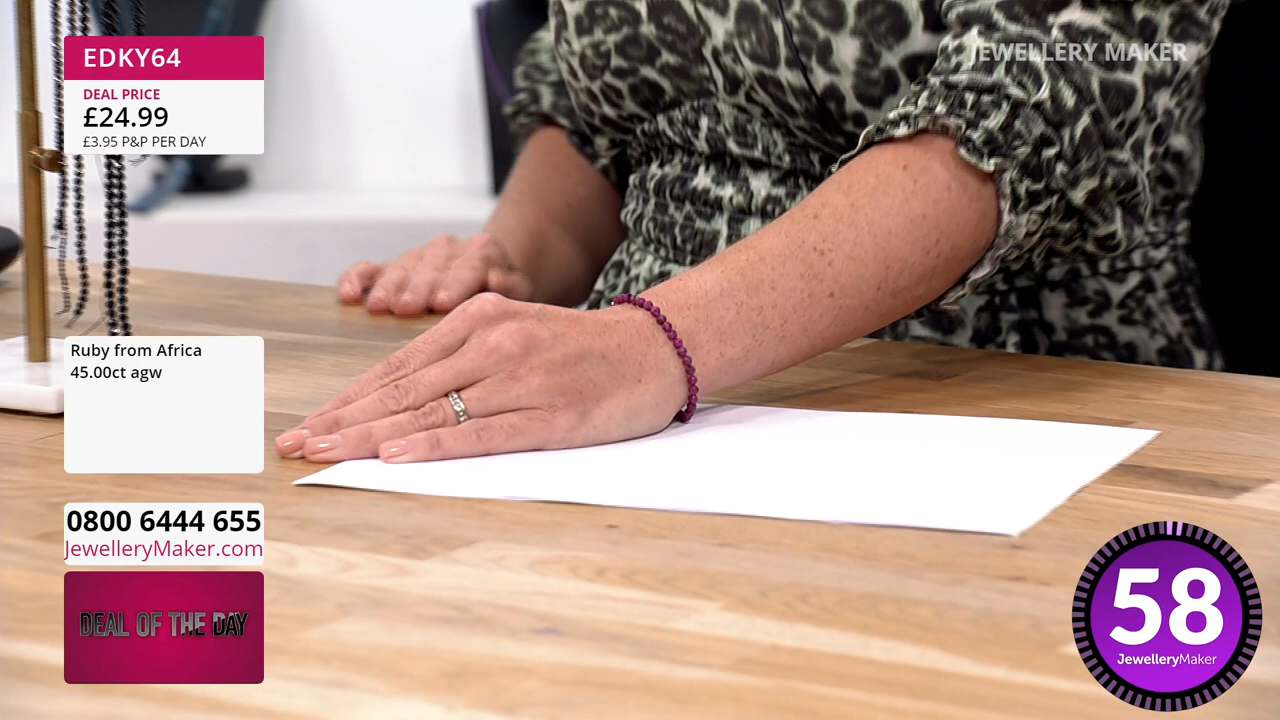 EDKY64
DEAL PRICE
£24.99
£3.95 P&P PER DAY
JEWELLERY MAKER
Ruby from Africa
45.00ct agw
0800 6444 655
JewelleryMaker.com
DEAL OF THE DAY
58
JewelleryMaker